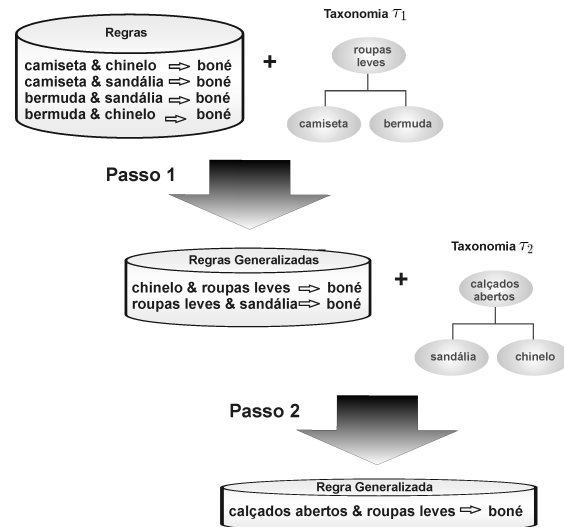 Regras
camiseta & chinelo ⇨ boné
camiseta & sandália ⇨ boné
bermuda & sandália ⇨ boné
bermuda & chinelo ⇨ boné
+
Taxonomia τ1
roupas
leves
camiseta
bermuda
Passo 1
Regras Generalizadas
chinelo & roupas leves ⇨ boné
roupas leves & sandália ⇨ boné
+
Taxonomia τ2
calçados
abertos
sandália
chinelo
Passo 2
Regra Generalizada
calçados abertos & roupas leves ⇨ boné